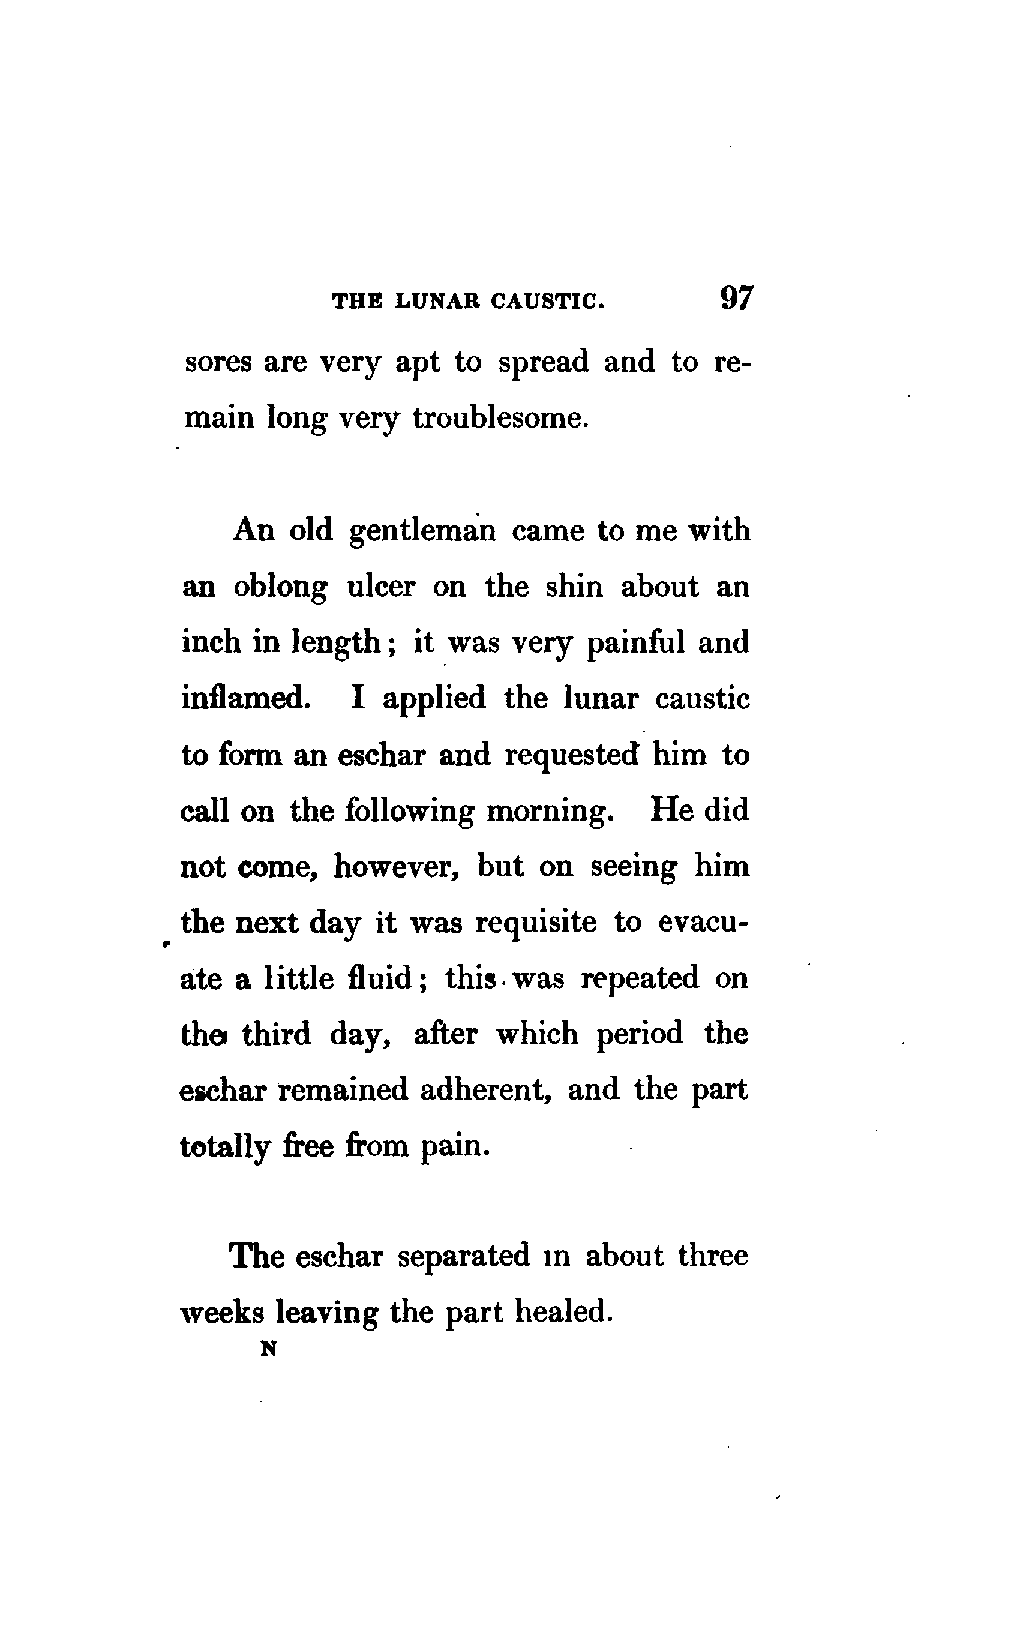 THE LUNAR CAUSTIC. 97
sores are very apt to spread and to re-
main long very troublesome.
An old gentleman came to me with
an oblong ulcer on the shin about an
inch in length; it was very painful and
inflamed. I applied the lunar caustic
to form an eschar and requested him to
call on the following morning. He did
not come, however, but on seeing him
the next day it was requisite to evacu-
ate a little fluid; this was repeated on
the third day, after which period the
eschar remained adherent, and the part
totally free from pain.
The eschar separated in about three
weeks leaving the part healed.
N